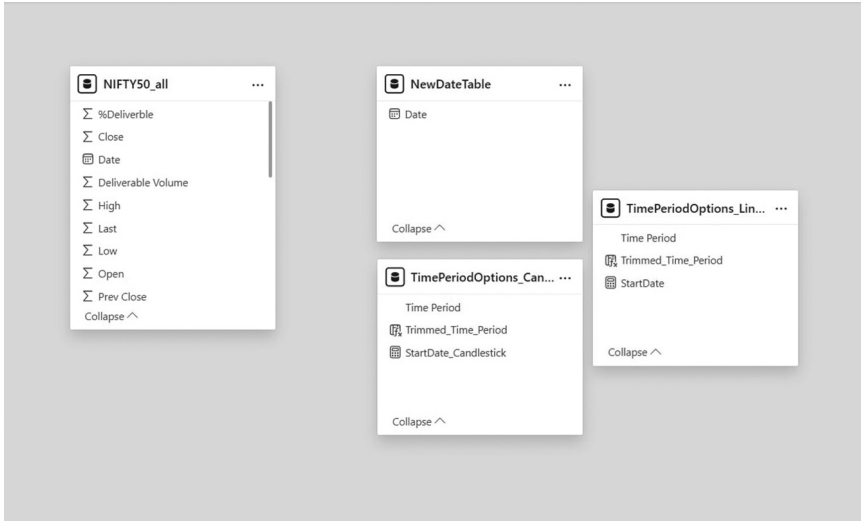 NIFTY50_all
%Deliverble
Close
Date
Deliverable Volume
High
Last
Low
Open
Prev Close
Collapse
NewDateTable
Date
Collapse
TimePeriodOptions_Can...
Time Period
Trimmed_Time_Period
StartDate_Candlestick
Collapse
TimePeriodOptions_Lin...
Time Period
Trimmed_Time_Period
StartDate
Collapse